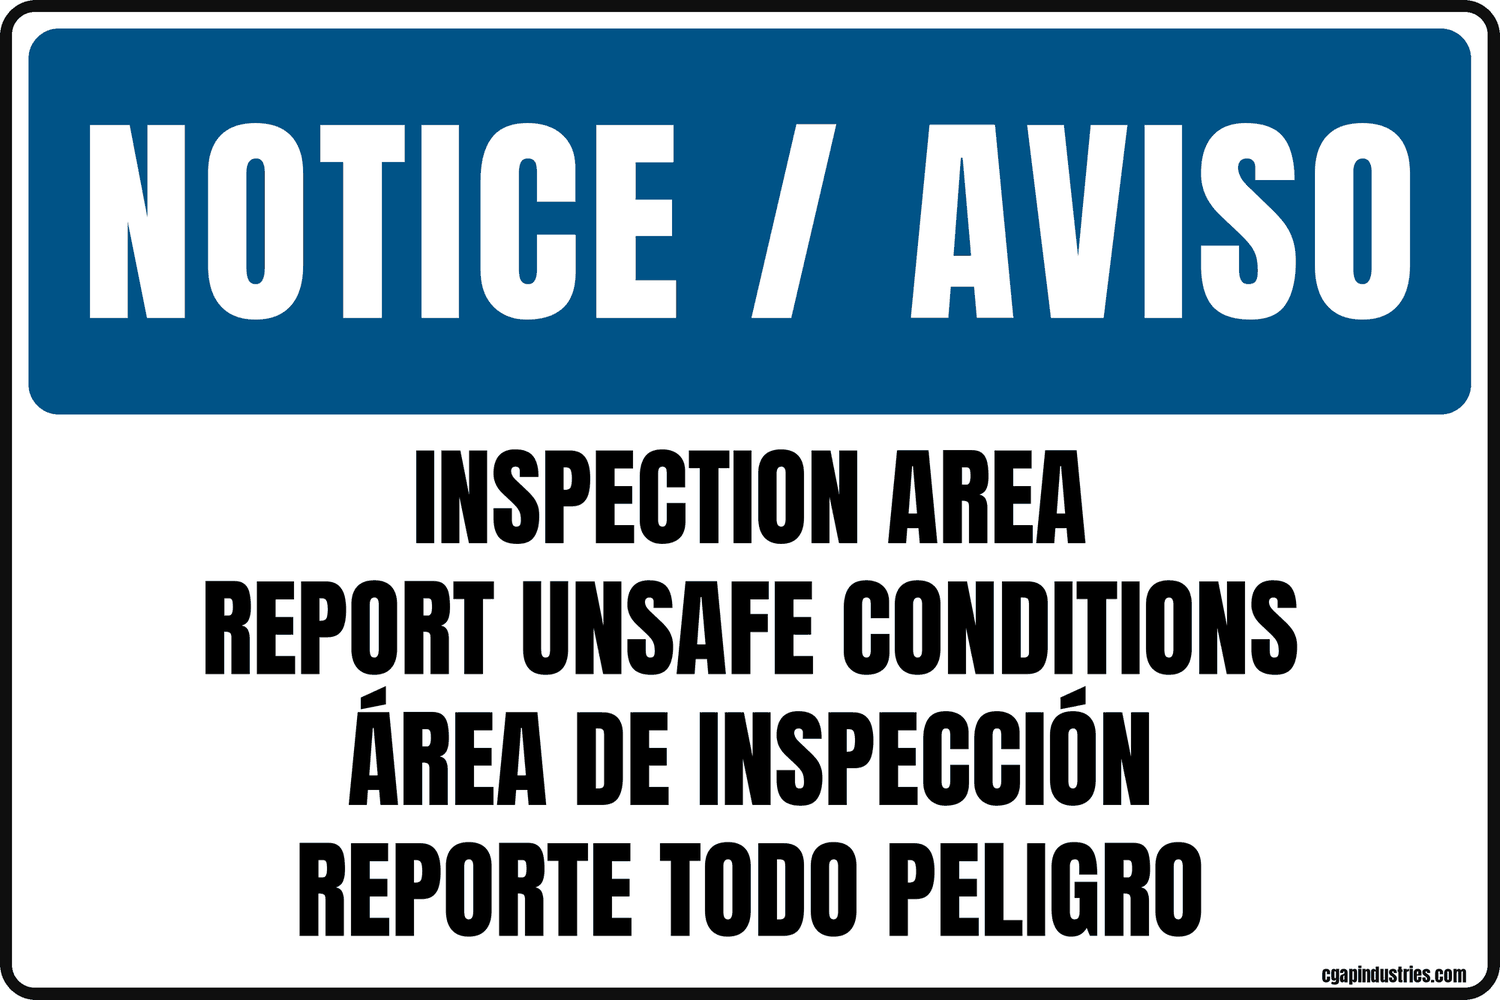 NOTICE / AVISO
INSPECTION AREA
REPORT UNSAFE CONDITIONS
ÁREA DE INSPECCIÓN
REPORTE TODO PELIGRO
cgapindustries.com